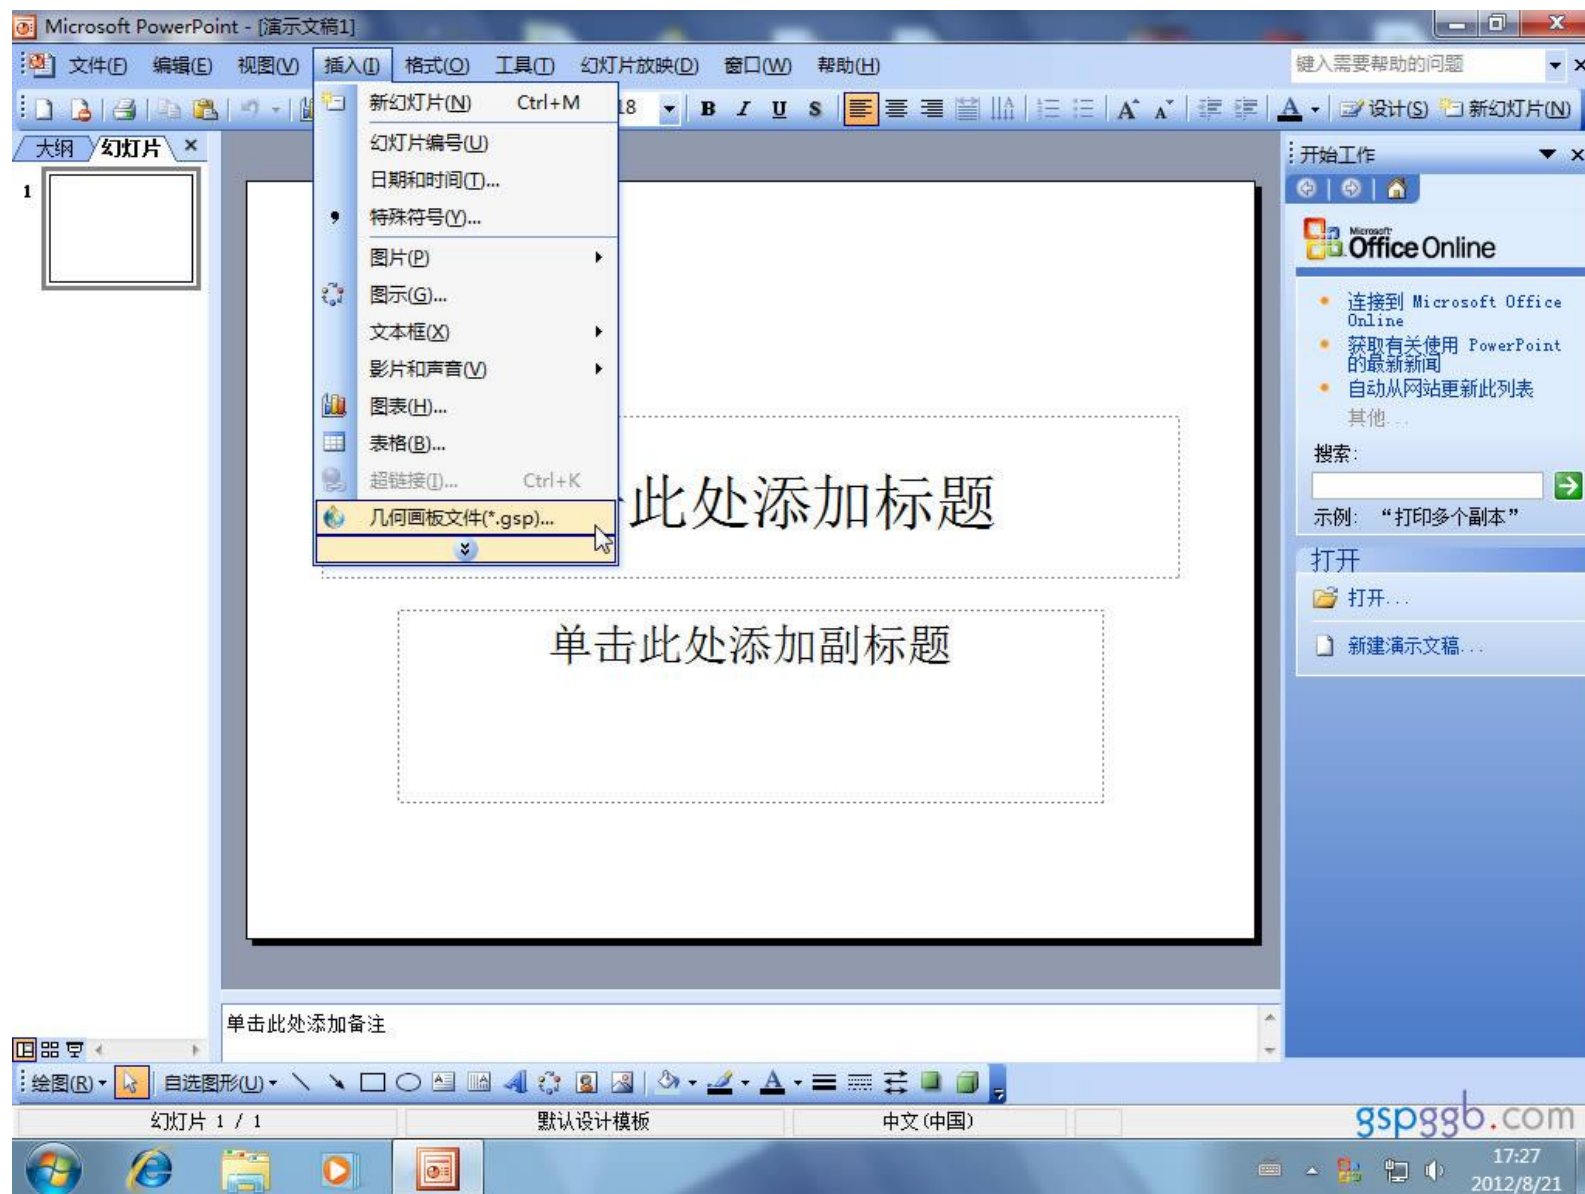 Microsoft PowerPoint - [演示文稿1]
文件(F) 编辑(E) 视图(V) 插入(I) 格式(O) 工具(T) 幻灯片放映(D) 窗口(W) 帮助(H) 键入需要帮助的问题
18 B I U S A A A 设计(S) 新幻灯片(N)
大纲 幻灯片
1
新幻灯片(N) Ctrl+M
幻灯片编号(U)
日期和时间(T)...
特殊符号(Y)...
图片(P)
图示(G)...
文本框(X)
影片和声音(V)
图表(H)...
表格(B)...
超链接(I)... Ctrl+K
几何画板文件(*.gsp)...
此处添加标题
单击此处添加副标题
单击此处添加备注
开始工作
Microsoft
Office Online
连接到 Microsoft Office
Online
获取有关使用 PowerPoint
的最新新闻
自动从网站更新此列表
其他...
搜索:
示例: “打印多个副本”
打开
打开...
新建演示文稿...
绘图(R) 自选图形(U) A A
幻灯片 1 / 1 默认设计模板 中文(中国)
gspggb.com
17:27
2012/8/21